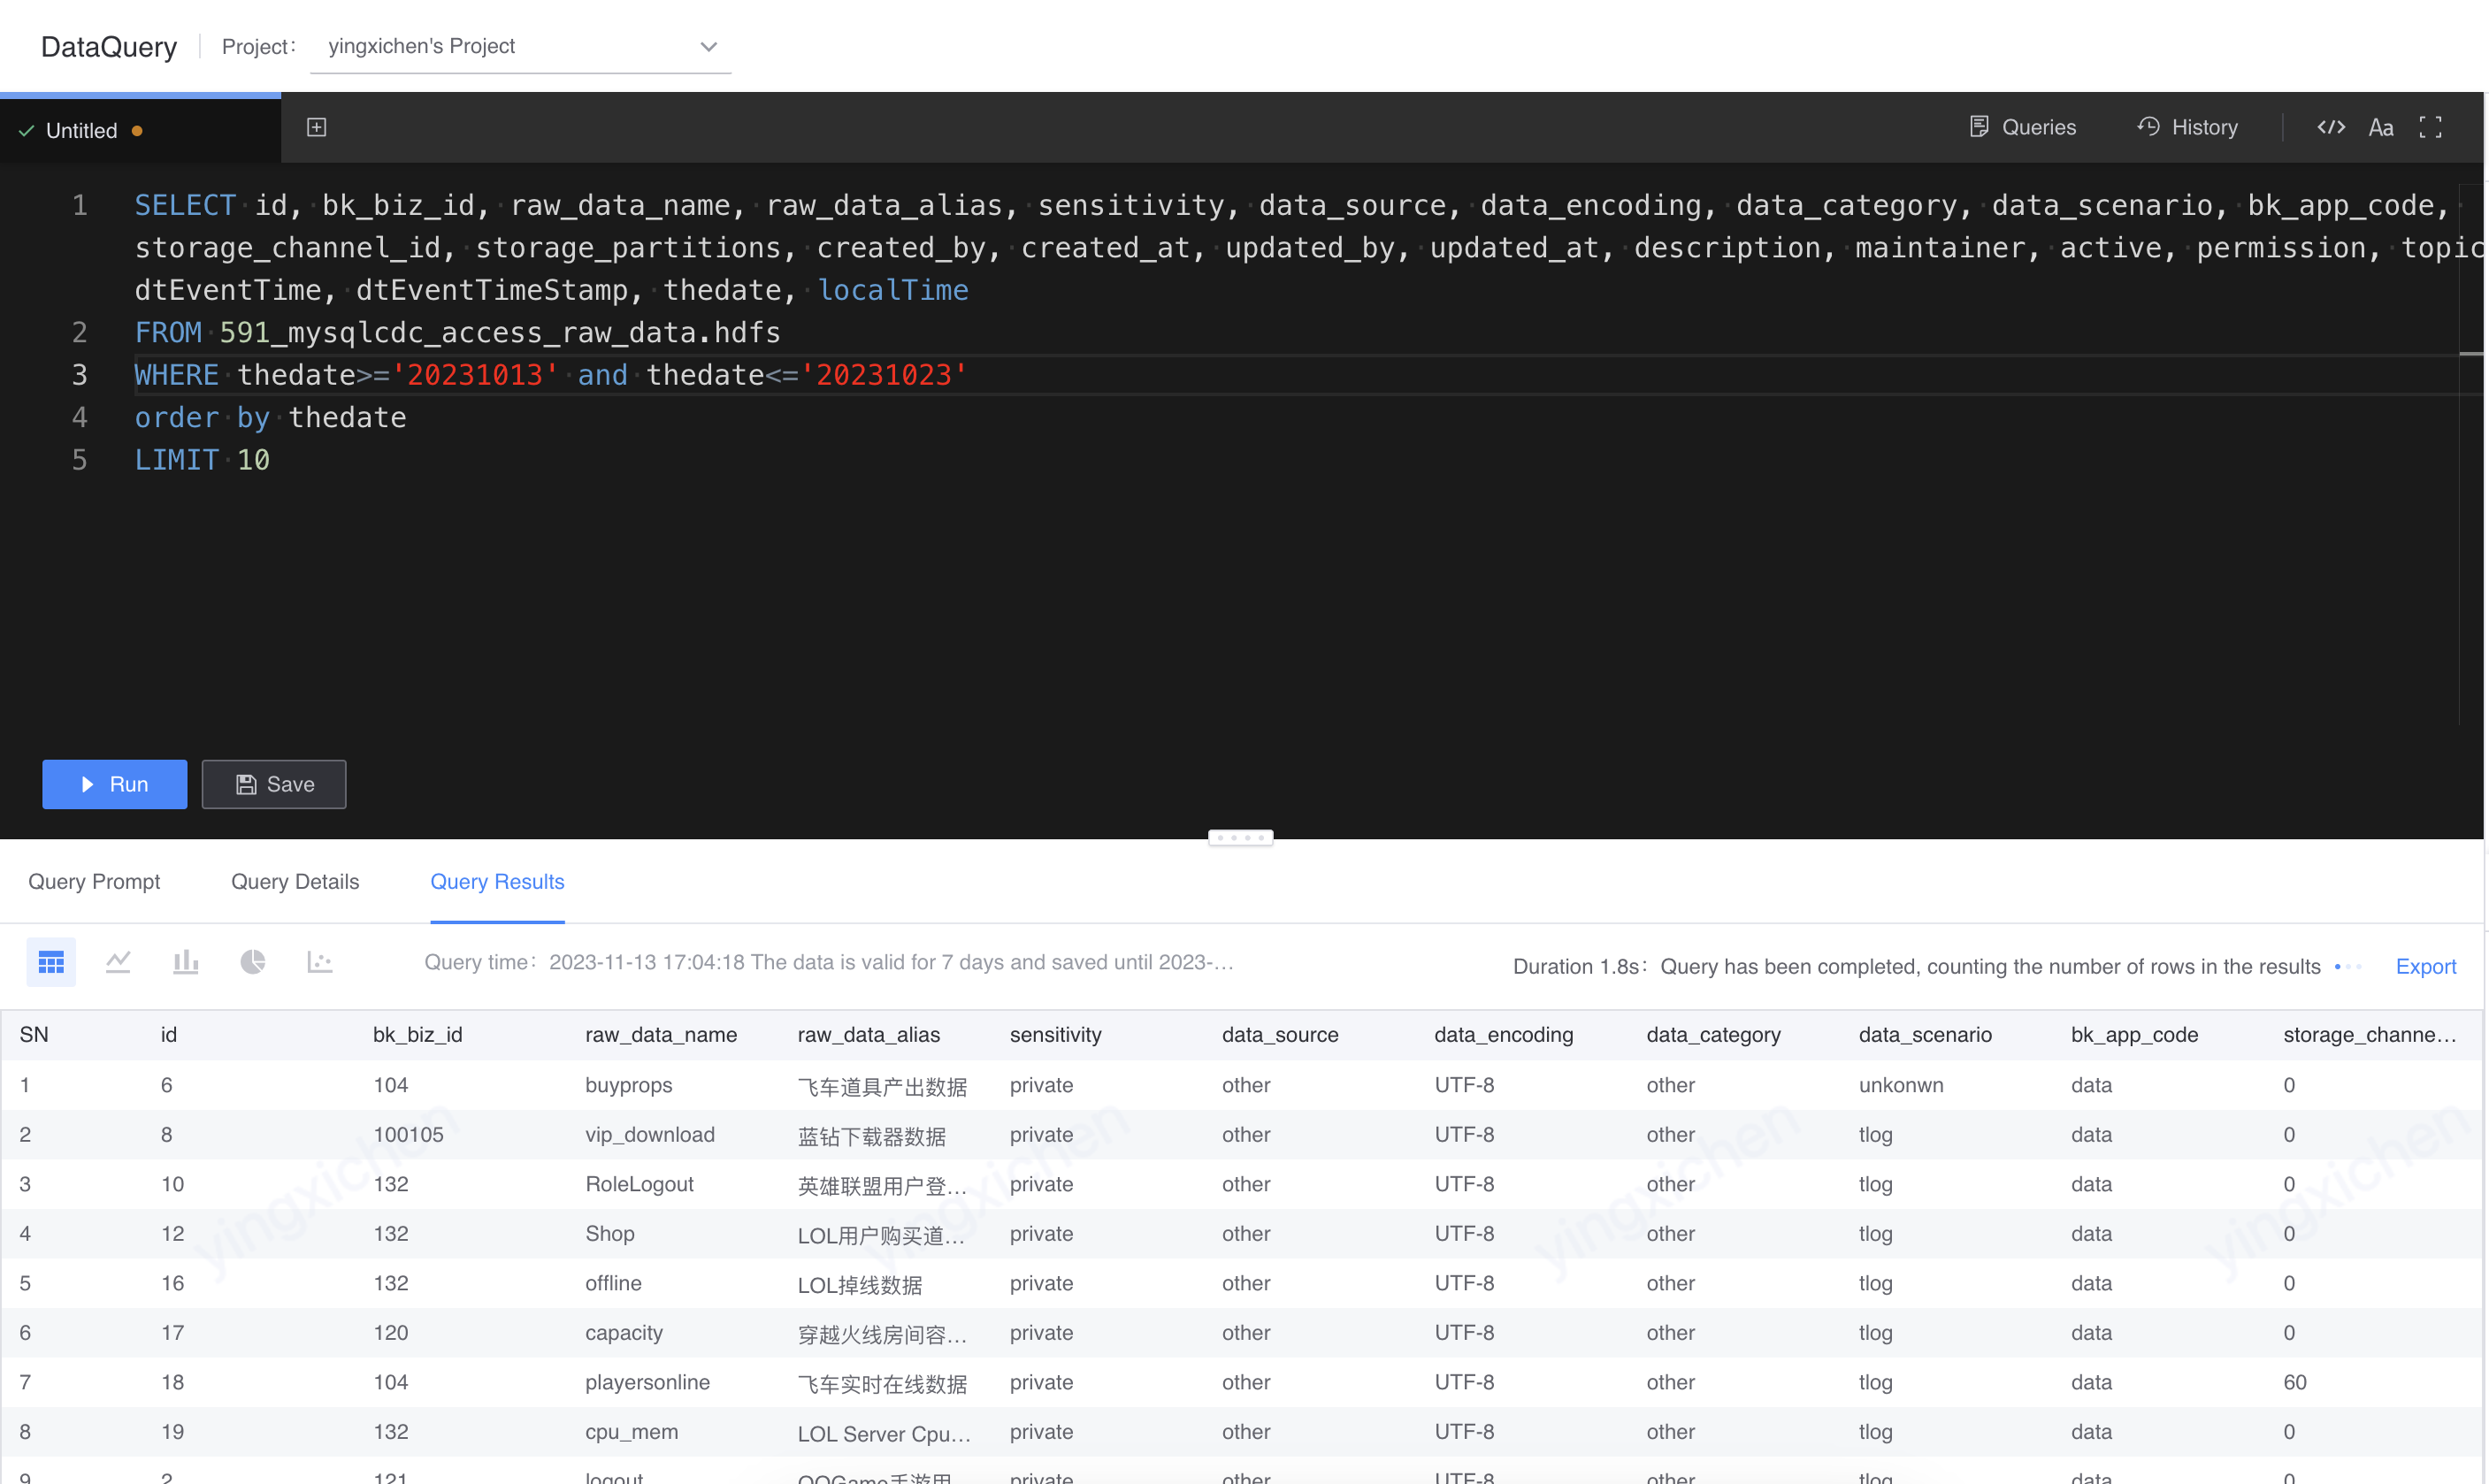 DataQuery Project: yingxichen's Project
Untitled Queries History Aa
1 SELECT id, bk_biz_id, raw_data_name, raw_data_alias, sensitivity, data_source, data_encoding, data_category, data_scenario, bk_app_code,
storage_channel_id, storage_partitions, created_by, created_at, updated_by, updated_at, description, maintainer, active, permission, topic
dtEventTime, dtEventTimeStamp, thedate, localTime
2 FROM 591_mysqlcdc_access_raw_data.hdfs
3 WHERE thedate>='20231013' and thedate<='20231023'
4 order by thedate
5 LIMIT 10
Run Save
Query Prompt Query Details Query Results
Query time: 2023-11-13 17:04:18 The data is valid for 7 days and saved until 2023-... Duration 1.8s: Query has been completed, counting the number of rows in the results Export
SN id bk_biz_id raw_data_name raw_data_alias sensitivity data_source data_encoding data_category data_scenario bk_app_code storage_channe...
1 6 104 buyprops 飞车道具产出数据 private other UTF-8 other unkonwn data 0
2 8 100105 vip_download 蓝钻下载器数据 private other UTF-8 other tlog data 0
3 10 132 RoleLogout 英雄联盟用户登... private other UTF-8 other tlog data 0
4 12 132 Shop LOL用户购买道... private other UTF-8 other tlog data 0
5 16 132 offline LOL掉线数据 private other UTF-8 other tlog data 0
6 17 120 capacity 穿越火线房间容... private other UTF-8 other tlog data 0
7 18 104 playersonline 飞车实时在线数据 private other UTF-8 other tlog data 60
8 19 132 cpu_mem LOL Server Cpu... private other UTF-8 other tlog data 0
9 2 121 logout QQGame手游用... private other UTF-8 other tlog data 0
yingxichen yingxichen yingxichen yingxichen